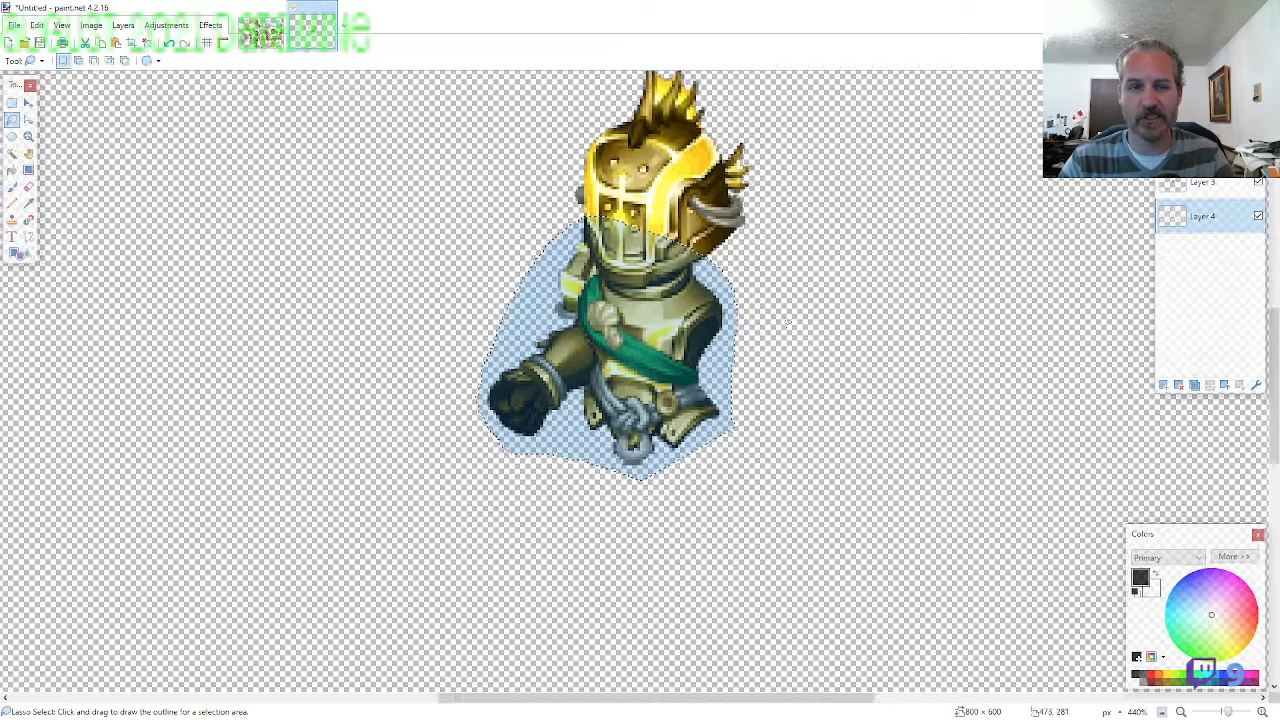 *Untitled - paint.net 4.2.16
File Edit View Image Layers Adjustments Effects
Tool:
To...
Layer 3
Layer 4
Colors
Primary
More >>
9
Lasso Select: Click and drag to draw the outline for a selection area.
800 × 600
473, 281
px
440%